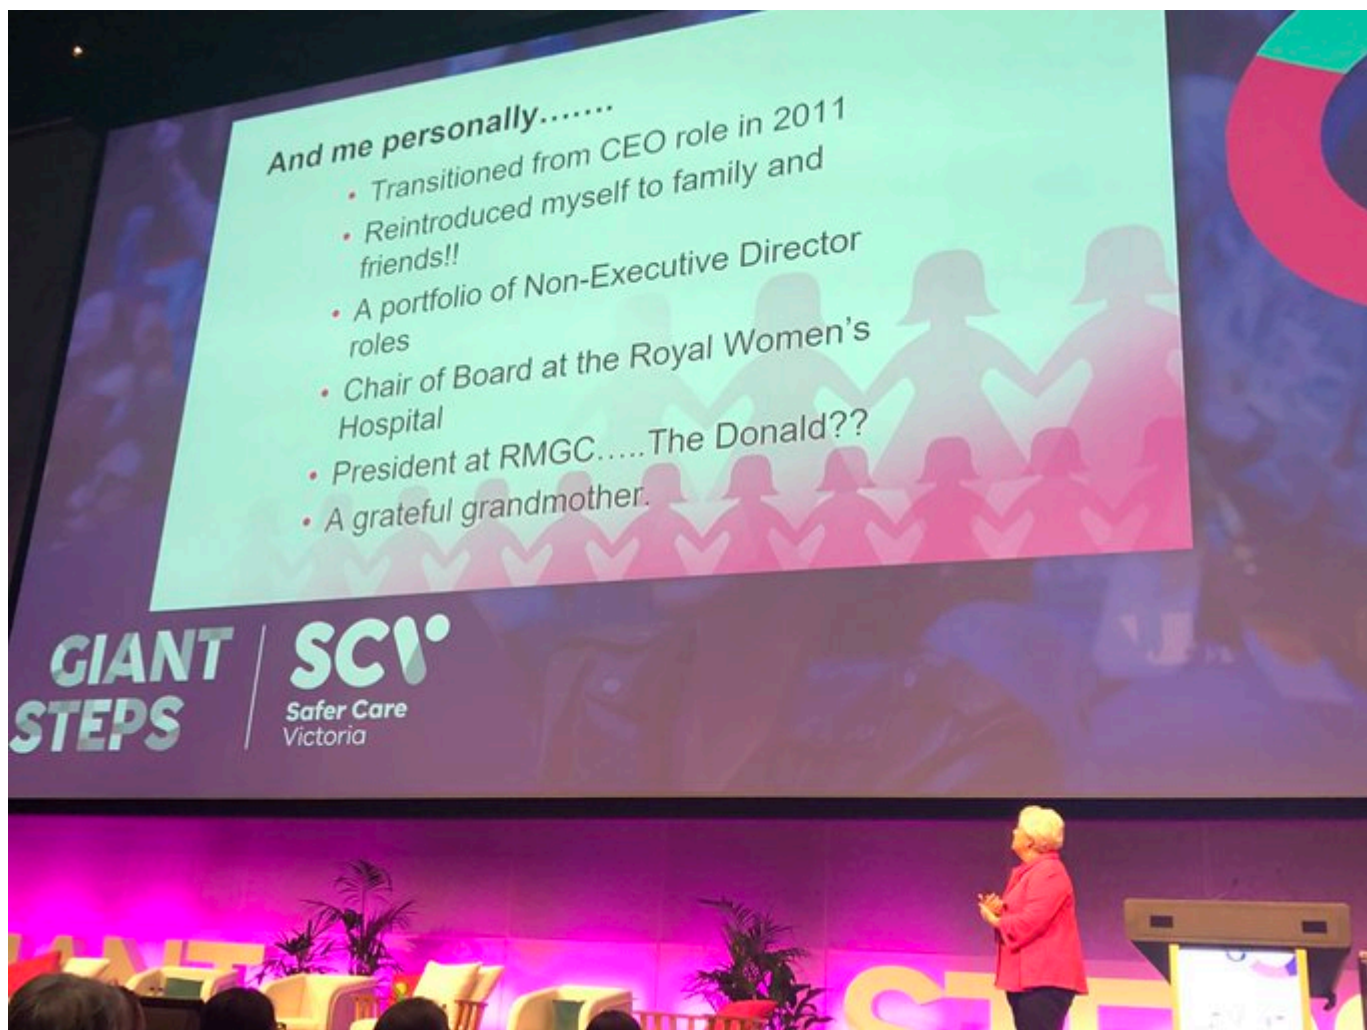 And me personally.......
• Transitioned from CEO role in 2011
• Reintroduced myself to family and
friends!!
• A portfolio of Non-Executive Director
roles
• Chair of Board at the Royal Women's
Hospital
• President at RMGC.....The Donald??
• A grateful grandmother.
GIANT
STEPS
SCV
Safer Care
Victoria